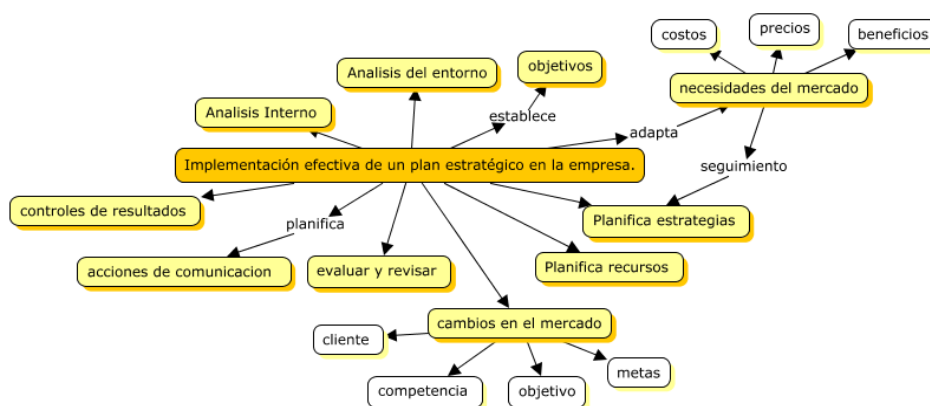 costos
precios
beneficios
Analisis del entorno
objetivos
necesidades del mercado
Analisis Interno
establece
adapta
Implementación efectiva de un plan estratégico en la empresa.
seguimiento
controles de resultados
planifica
Planifica estrategias
acciones de comunicacion
evaluar y revisar
Planifica recursos
cambios en el mercado
cliente
competencia
objetivo
metas